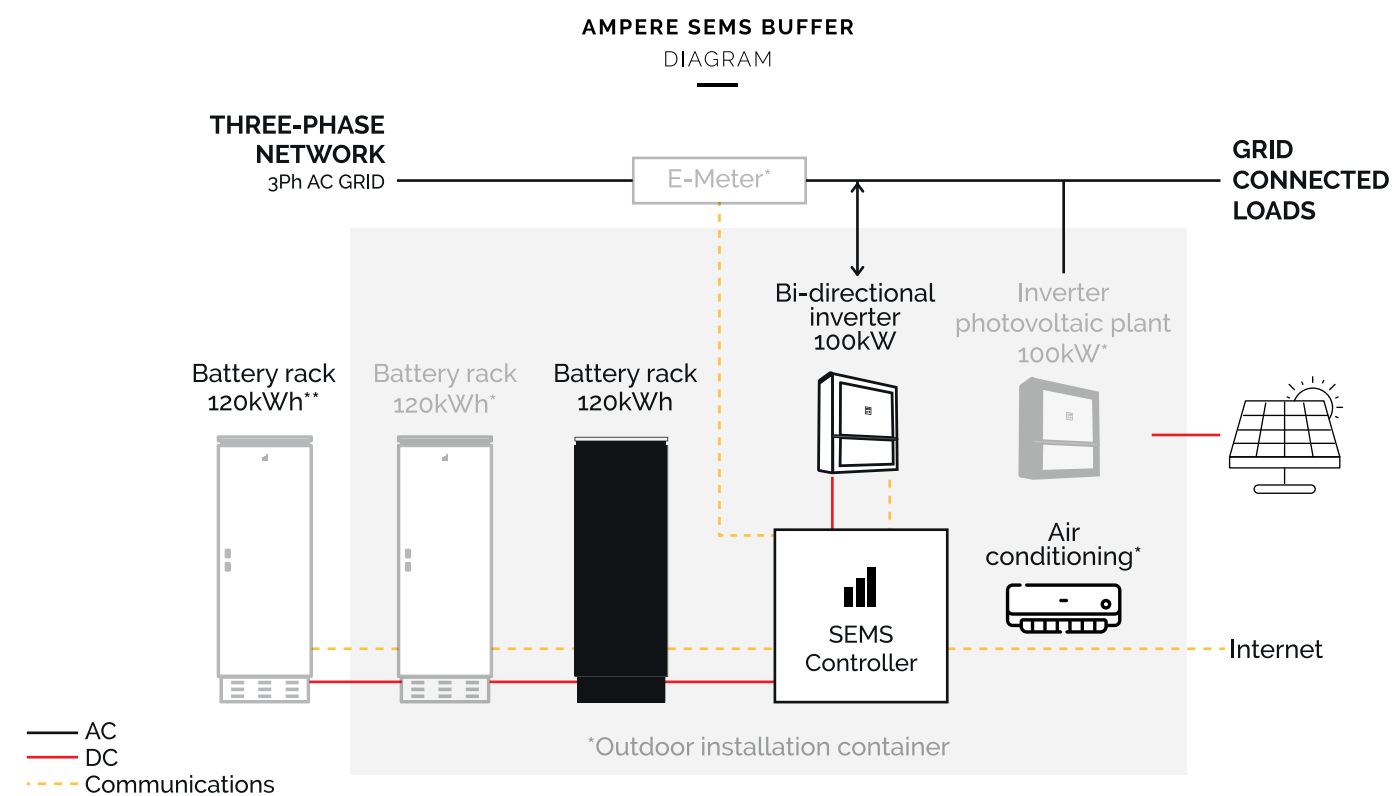 AMPERE SEMS BUFFER
DIAGRAM
THREE-PHASE
NETWORK
3Ph AC GRID
E-Meter*
GRID
CONNECTED
LOADS
Bi-directional
inverter
100kW
Inverter
photovoltaic plant
100kW*
Battery rack
120kWh**
Battery rack
120kWh*
Battery rack
120kWh
Air
conditioning*
SEMS
Controller
Internet
*Outdoor installation container
AC
DC
Communications